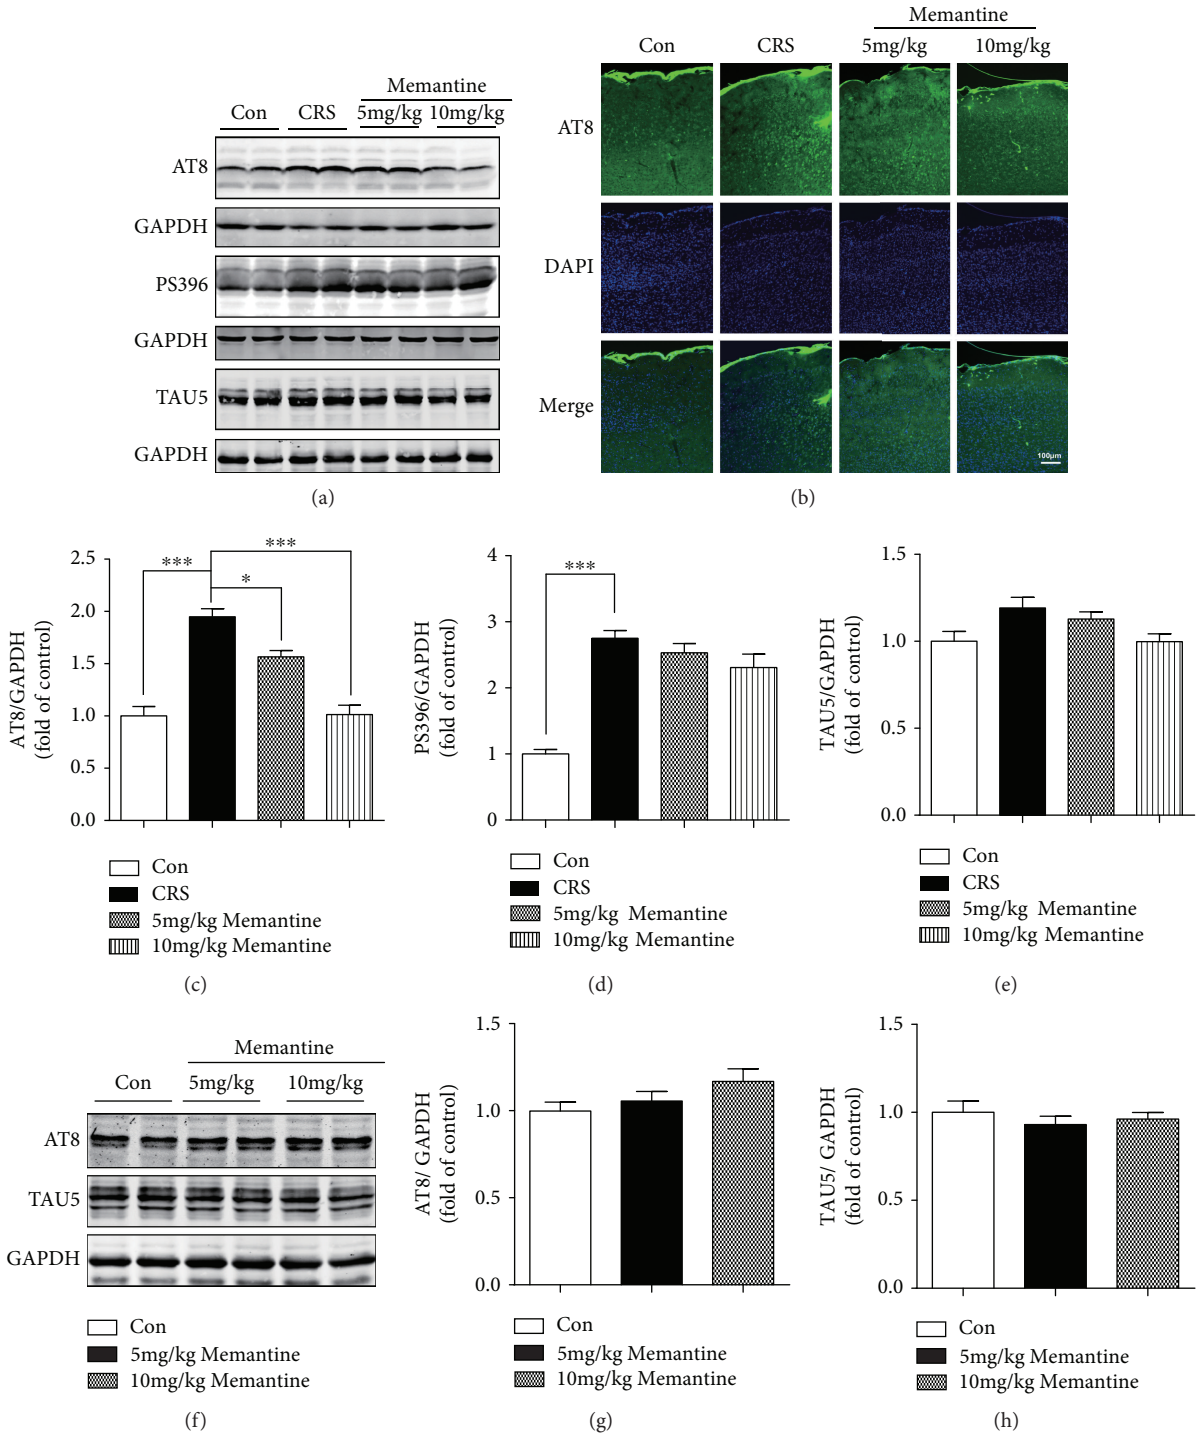 Memantine
Con CRS 5mg/kg 10mg/kg
AT8
GAPDH
PS396
GAPDH
TAU5
GAPDH
(a)
Memantine
Con CRS 5mg/kg 10mg/kg
AT8
DAPI
Merge
100μm
(b)
AT8/GAPDH
(fold of control)
2.5
2.0
1.5
1.0
0.5
0.0
*** * ***
Con
CRS
5mg/kg Memantine
10mg/kg Memantine
(c)
PS396/GAPDH
(fold of control)
4
3
2
1
0
***
Con
CRS
5mg/kg Memantine
10mg/kg Memantine
(d)
TAU5/GAPDH
(fold of control)
1.5
1.0
0.5
0.0
Con
CRS
5mg/kg Memantine
10mg/kg Memantine
(e)
Memantine
Con 5mg/kg 10mg/kg
AT8
TAU5
GAPDH
Con
5mg/kg Memantine
10mg/kg Memantine
(f)
AT8/ GAPDH
(fold of control)
1.5
1.0
0.5
0.0
Con
5mg/kg Memantine
10mg/kg Memantine
(g)
TAU5/ GAPDH
(fold of control)
1.5
1.0
0.5
0.0
Con
5mg/kg Memantine
10mg/kg Memantine
(h)